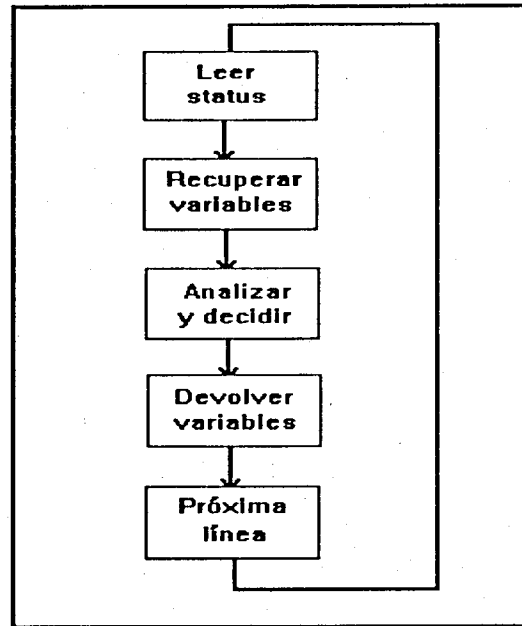 Leer
status
Recuperar
variables
Analizar
y decidir
Devolver
variables
Próxima
línea